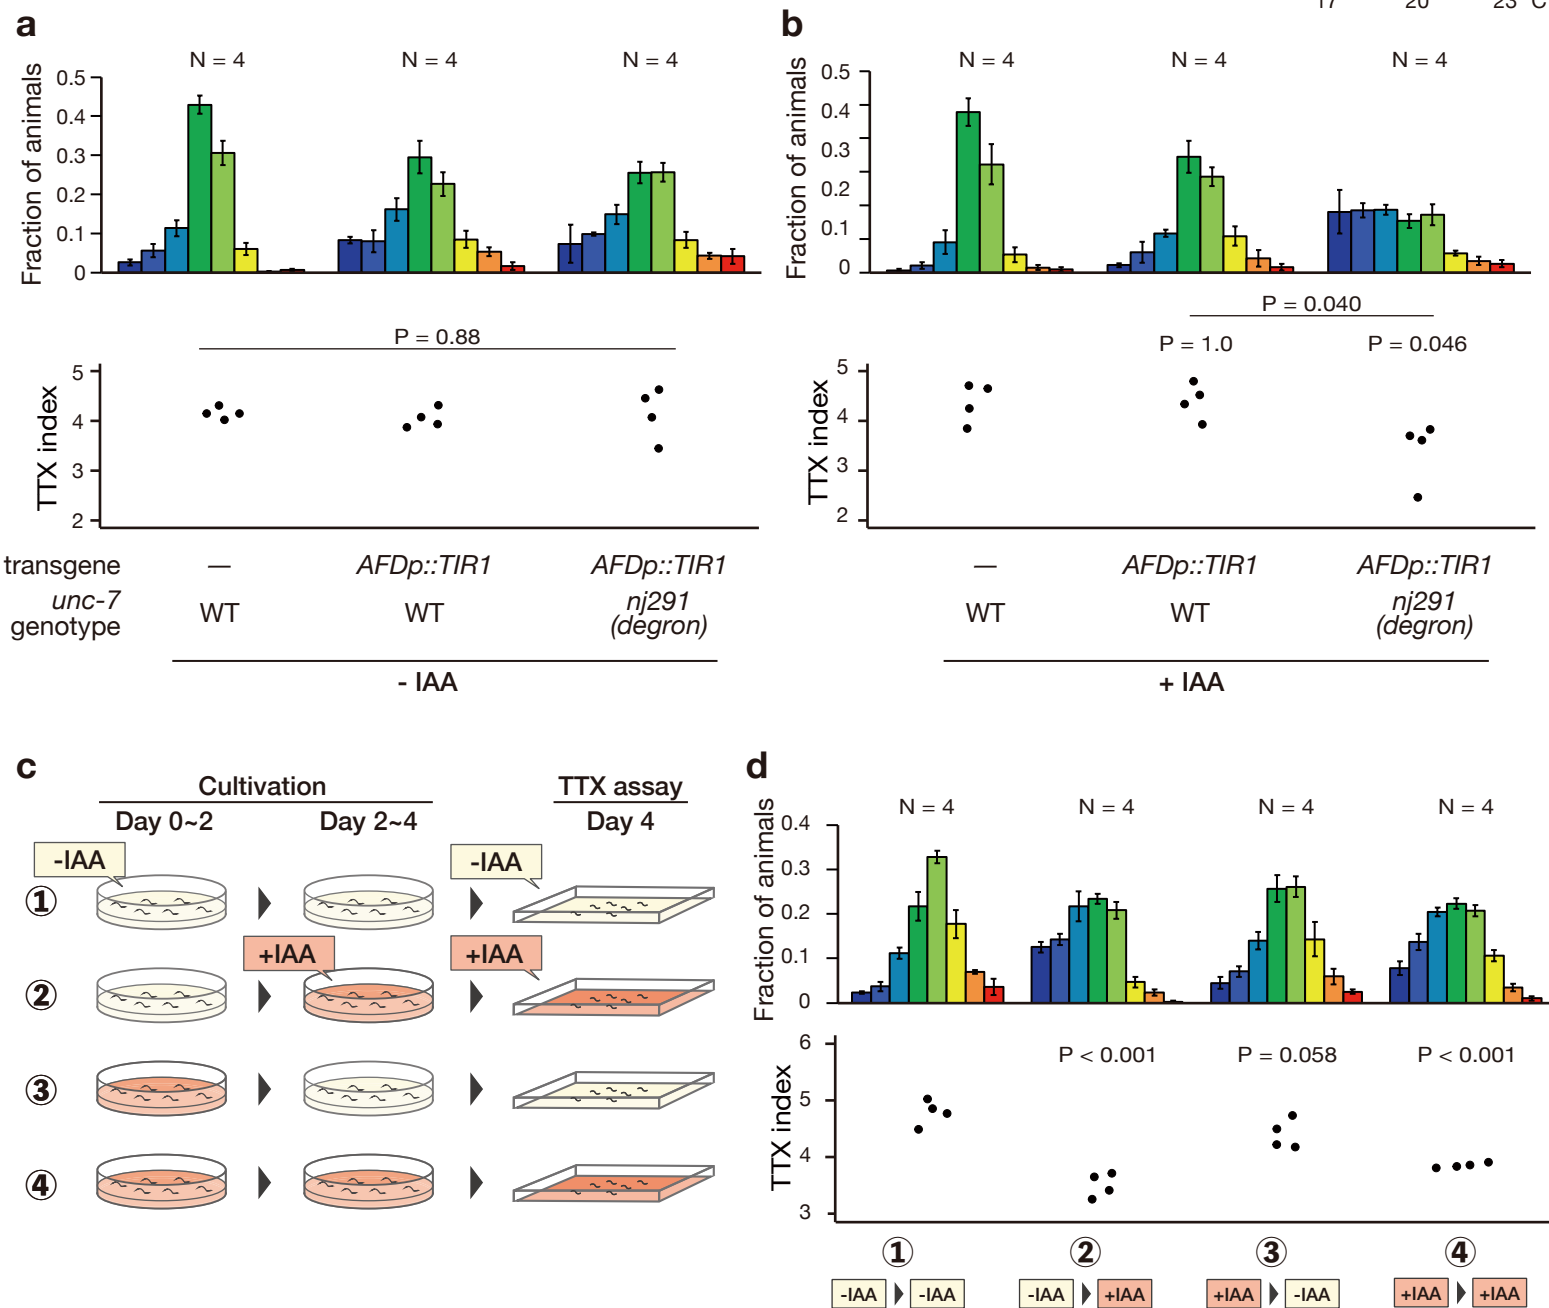 17 20 23 °C
a
N = 4 N = 4 N = 4
Fraction of animals
0.5
0.4
0.3
0.2
0.1
0
P = 0.88
TTX index
5
4
3
2
transgene — AFDp::TIR1 AFDp::TIR1
unc-7 genotype WT WT nj291 (degron)
- IAA
b
N = 4 N = 4 N = 4
Fraction of animals
0.5
0.4
0.3
0.2
0.1
0
P = 0.040
P = 1.0 P = 0.046
TTX index
5
4
3
2
— AFDp::TIR1 AFDp::TIR1
WT WT nj291
(degron)
+ IAA
c
Cultivation TTX assay
Day 0~2 Day 2~4 Day 4
-IAA -IAA
①
+IAA +IAA
②
③
④
d
N = 4 N = 4 N = 4 N = 4
Fraction of animals
0.4
0.3
0.2
0.1
0
P < 0.001 P = 0.058 P < 0.001
TTX index
6
5
4
3
① ② ③ ④
-IAA -IAA -IAA +IAA +IAA -IAA +IAA +IAA